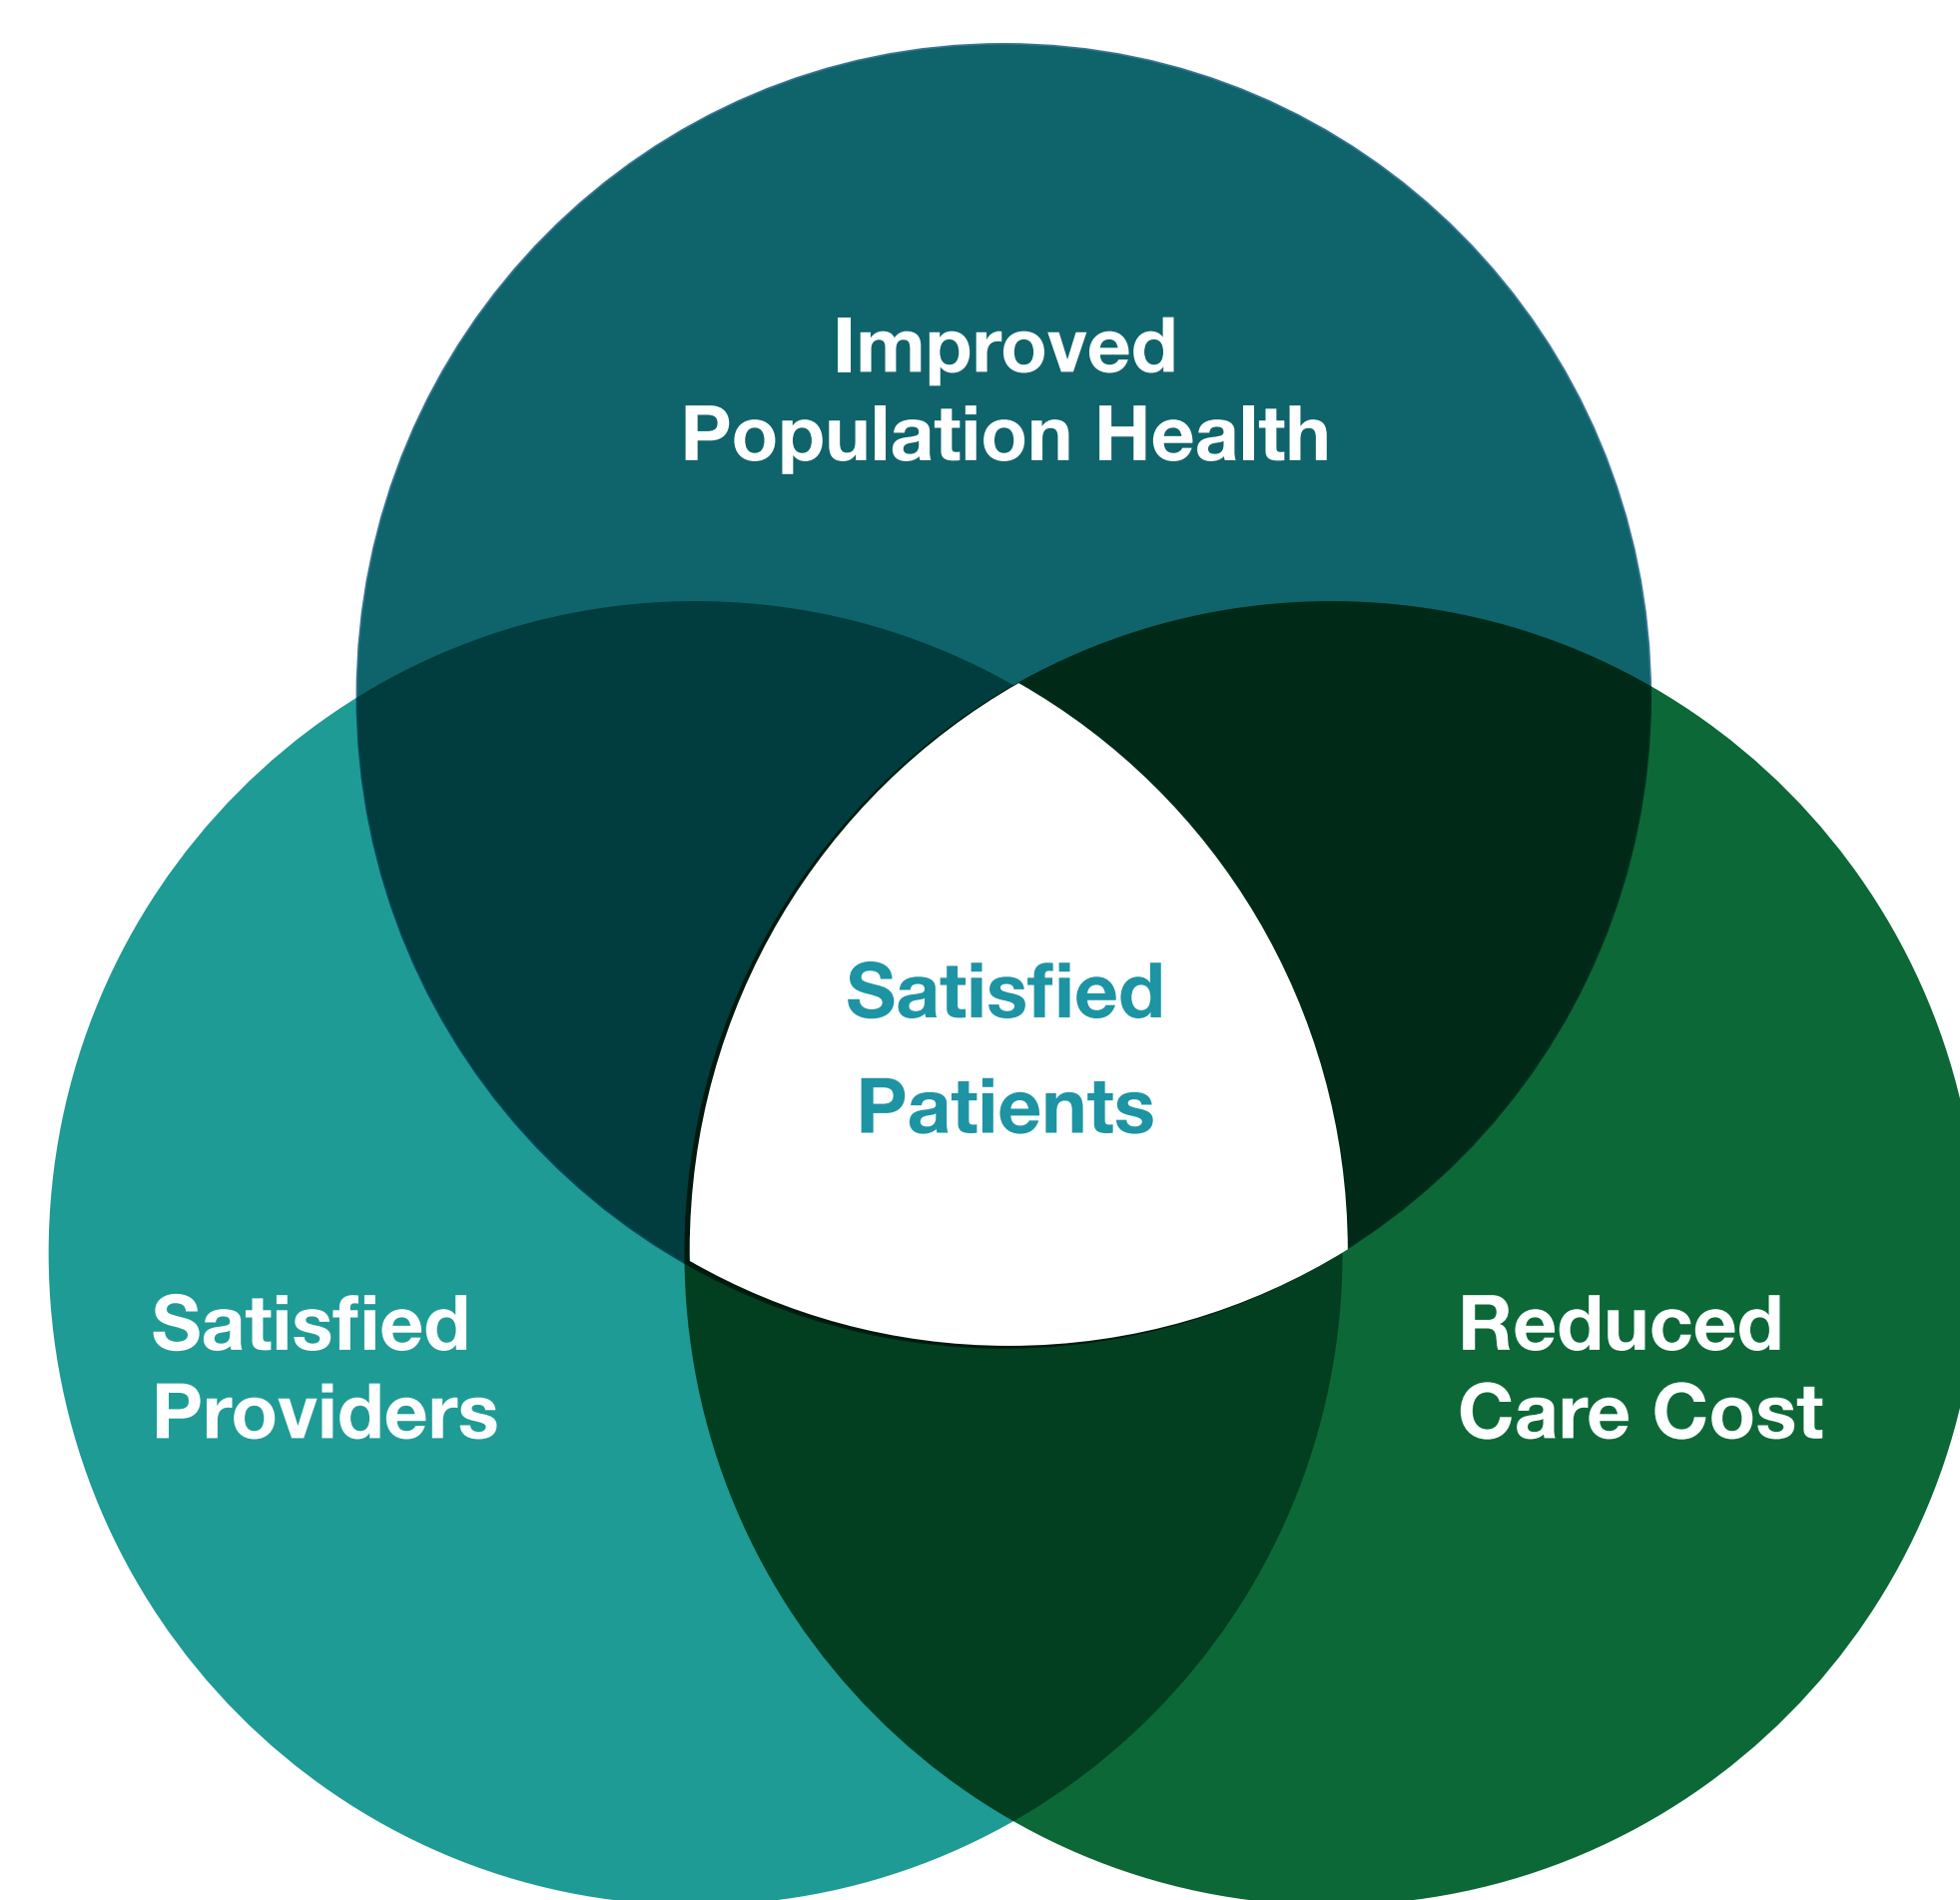 Improved
Population Health
Satisfied
Patients
Satisfied
Providers
Reduced
Care Cost